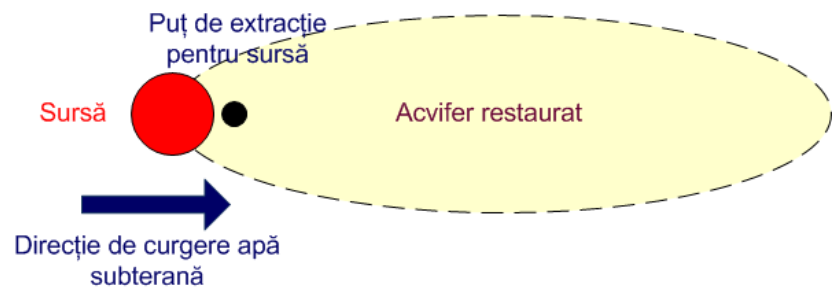 Puț de extracție
pentru sursă
Sursă
Acvifer restaurat
Direcție de curgere apă
subterană